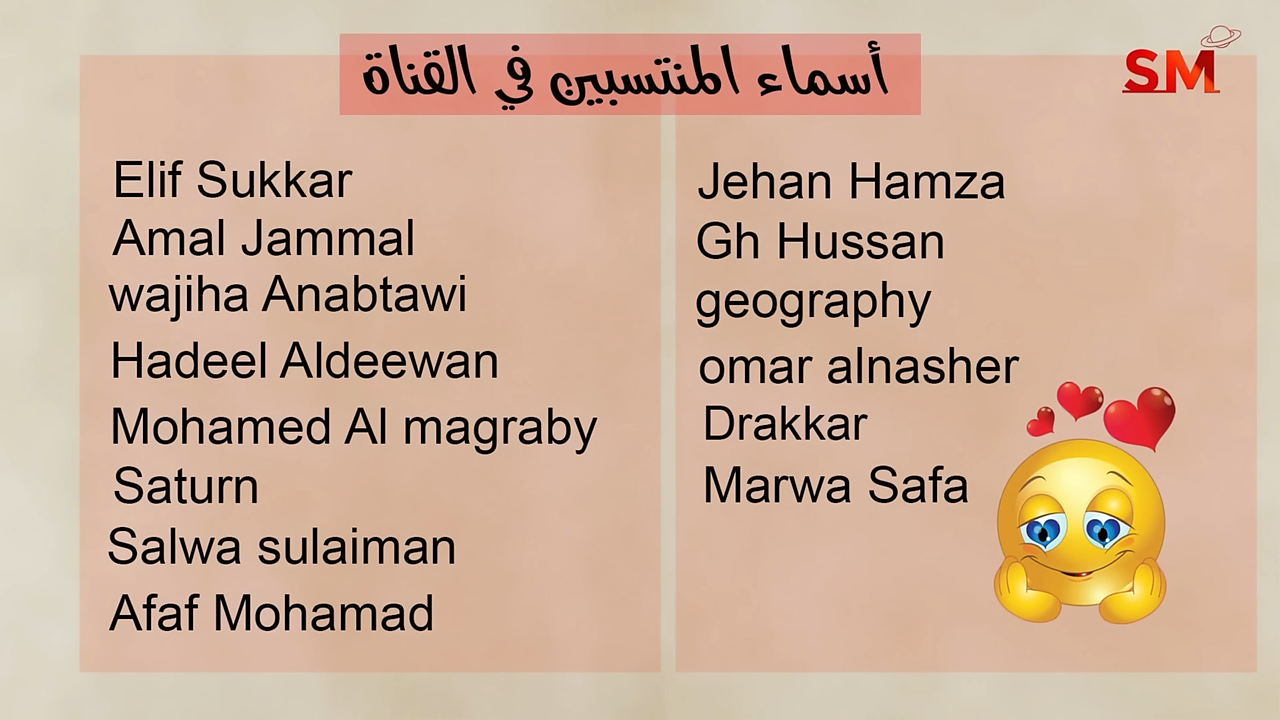 أسماء المنتسبين في القناة
SM
Elif Sukkar
Amal Jammal
wajiha Anabtawi
Hadeel Aldeewan
Mohamed Al magraby
Saturn
Salwa sulaiman
Afaf Mohamad
Jehan Hamza
Gh Hussan
geography
omar alnasher
Drakkar
Marwa Safa